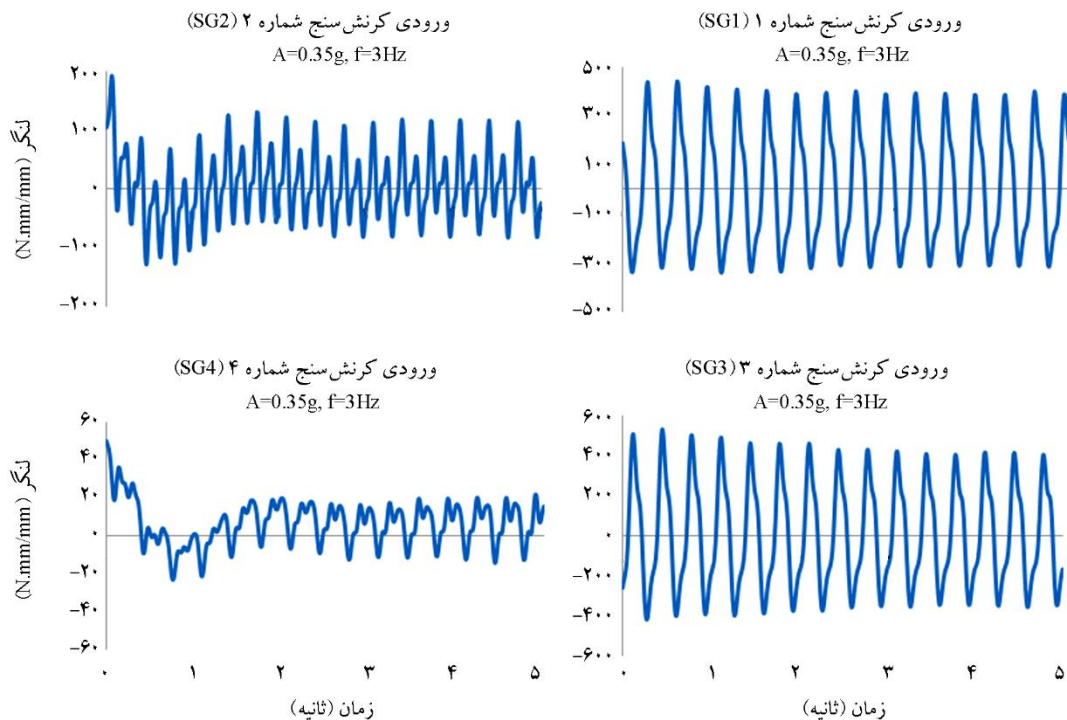 ورودی کرنش‌سنج شماره ۱ (SG1)
A=0.35g, f=3Hz
۵۰۰
۳۰۰
۱۰۰
−۱۰۰
−۳۰۰
−۵۰۰
ورودی کرنش‌سنج شماره ۲ (SG2)
A=0.35g, f=3Hz
لنگر (N.mm/mm)
۲۰۰
۱۰۰
۰
−۱۰۰
−۲۰۰
ورودی کرنش‌سنج شماره ۳ (SG3)
A=0.35g, f=3Hz
۶۰۰
۴۰۰
۲۰۰
۰
−۲۰۰
−۴۰۰
−۶۰۰
۰ ۱ ۲ ۳ ۴ ۵
زمان (ثانیه)
ورودی کرنش‌سنج شماره ۴ (SG4)
A=0.35g, f=3Hz
لنگر (N.mm/mm)
۶۰
۴۰
۲۰
۰
−۲۰
−۴۰
−۶۰
۰ ۱ ۲ ۳ ۴ ۵
زمان (ثانیه)